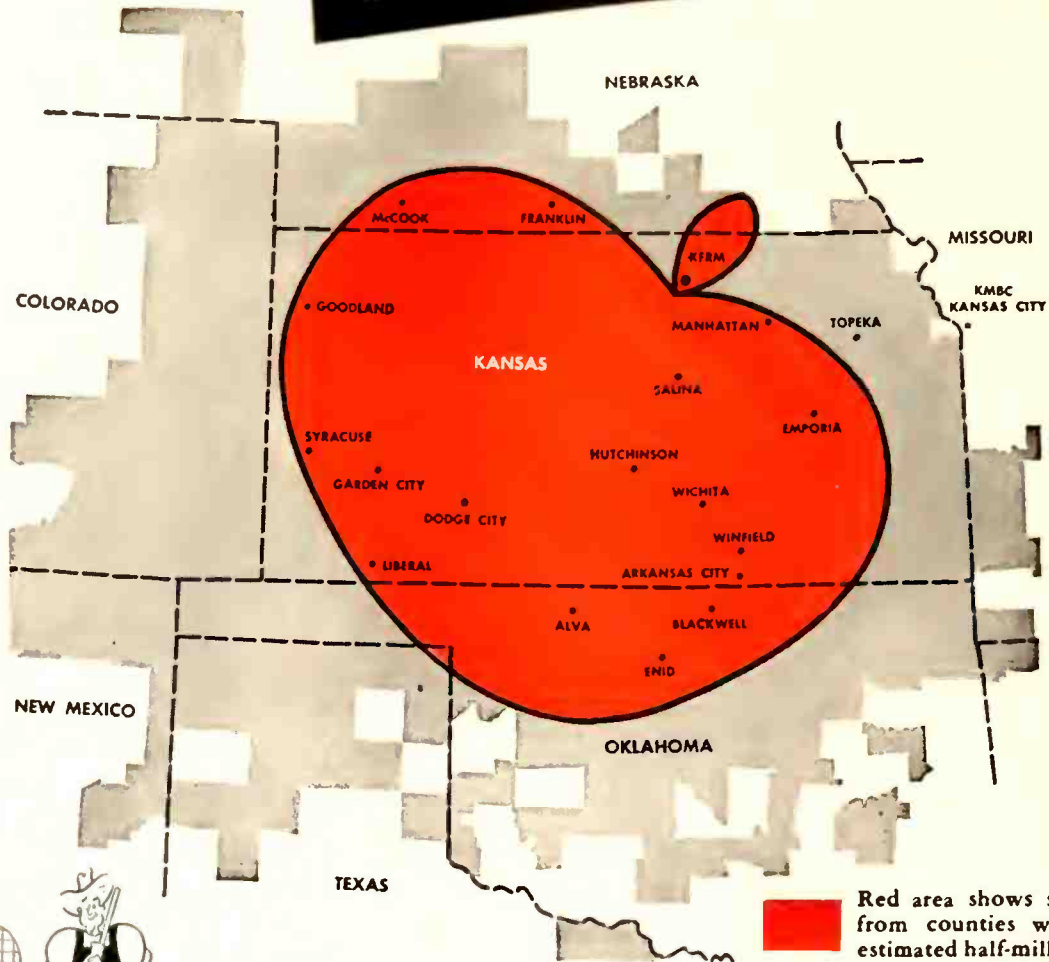 NEBRASKA
McCOOK
FRANKLIN
MISSOURI
KFRM
COLORADO
GOODLAND
KMBC
KANSAS CITY
MANHATTAN
TOPEKA
KANSAS
SALINA
EMPORIA
SYRACUSE
HUTCHINSON
GARDEN CITY
WICHITA
DODGE CITY
WINFIELD
LIBERAL
ARKANSAS CITY
ALVA
BLACKWELL
ENID
NEW MEXICO
OKLAHOMA
TEXAS
Red area shows
from counties
estimated